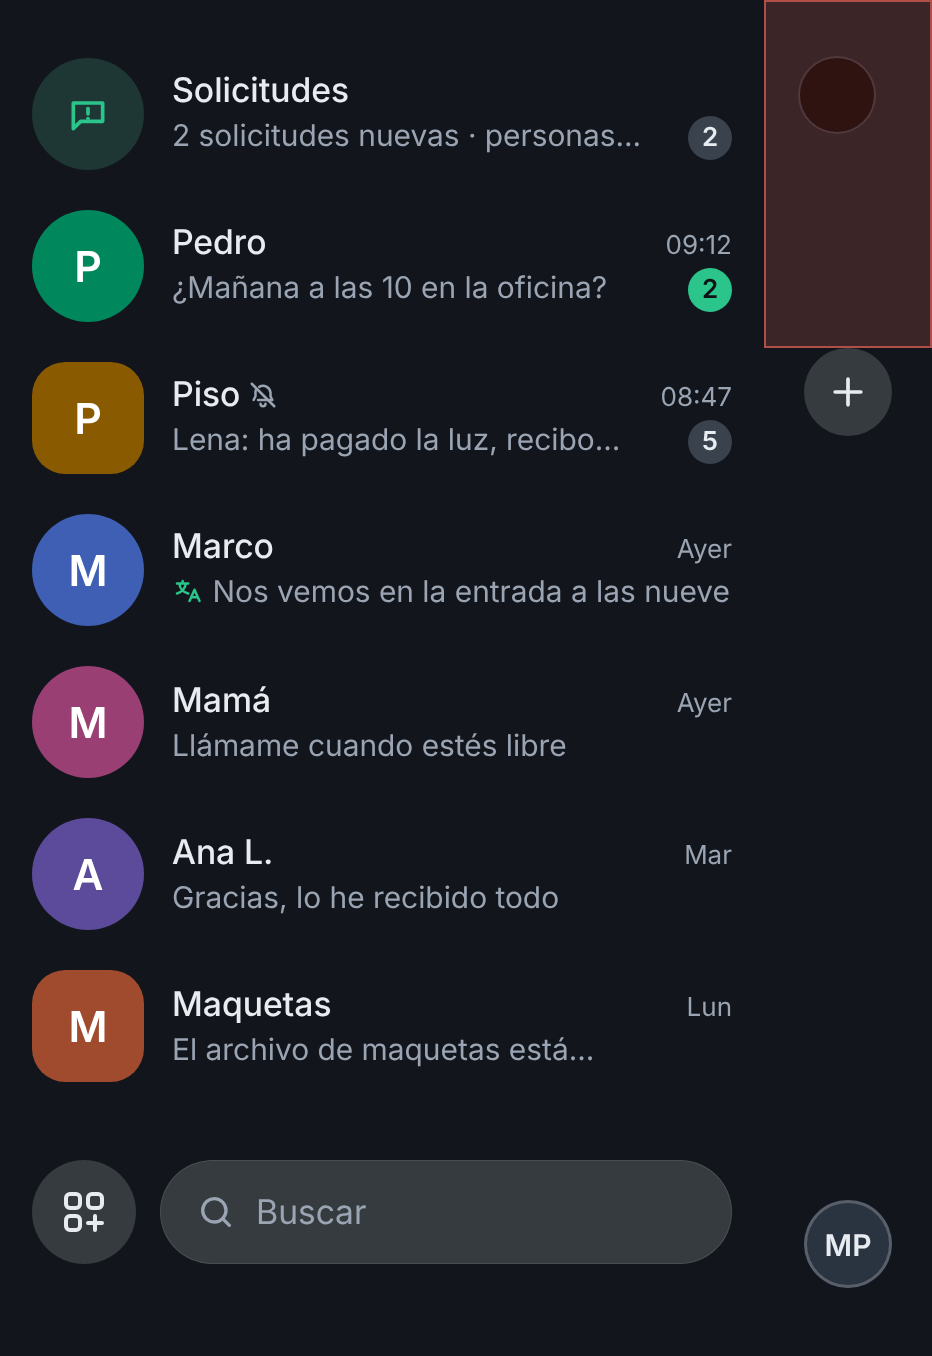 Solicitudes
2 solicitudes nuevas · personas...
2
P
Pedro
09:12
¿Mañana a las 10 en la oficina?
2
P
Piso
08:47
Lena: ha pagado la luz, recibo...
5
M
Marco
Ayer
Nos vemos en la entrada a las nueve
M
Mamá
Ayer
Llámame cuando estés libre
A
Ana L.
Mar
Gracias, lo he recibido todo
M
Maquetas
Lun
El archivo de maquetas está...
Buscar
MP